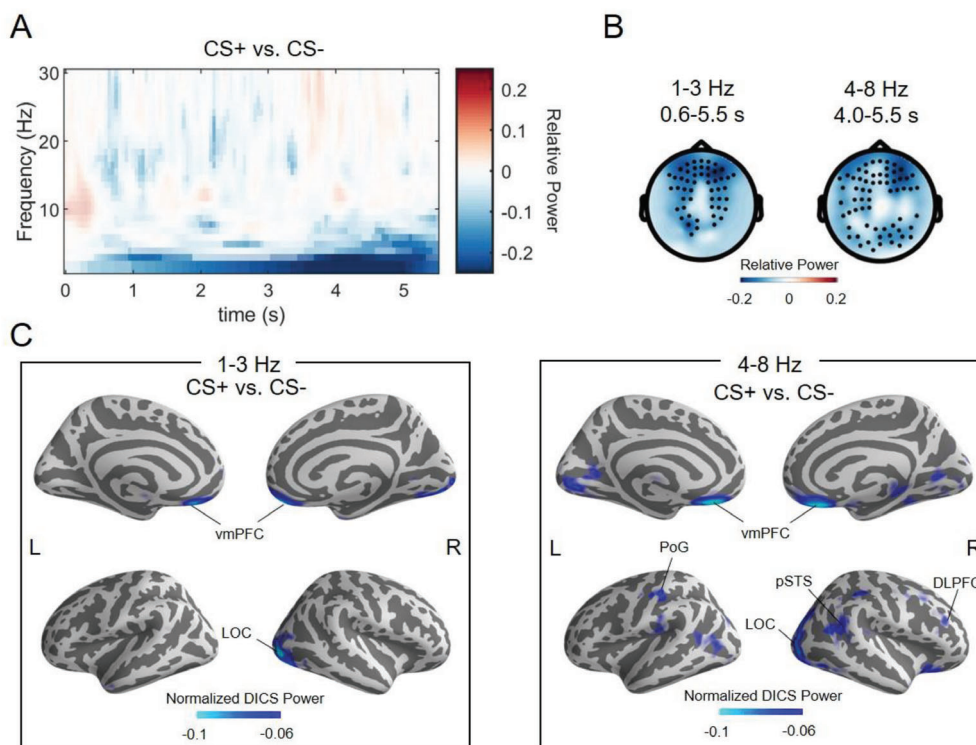 A
CS+ vs. CS-
30
20
10
Frequency (Hz)
0 1 2 3 4 5
time (s)
0.2
0.1
0
-0.1
-0.2
Relative Power
B
1-3 Hz
0.6-5.5 s
4-8 Hz
4.0-5.5 s
Relative Power
-0.2 0 0.2
C
1-3 Hz
CS+ vs. CS-
vmPFC
L R
LOC
Normalized DICS Power
-0.1 -0.06
4-8 Hz
CS+ vs. CS-
vmPFC
L R
PoG
pSTS
DLPFC
LOC
Normalized DICS Power
-0.1 -0.06